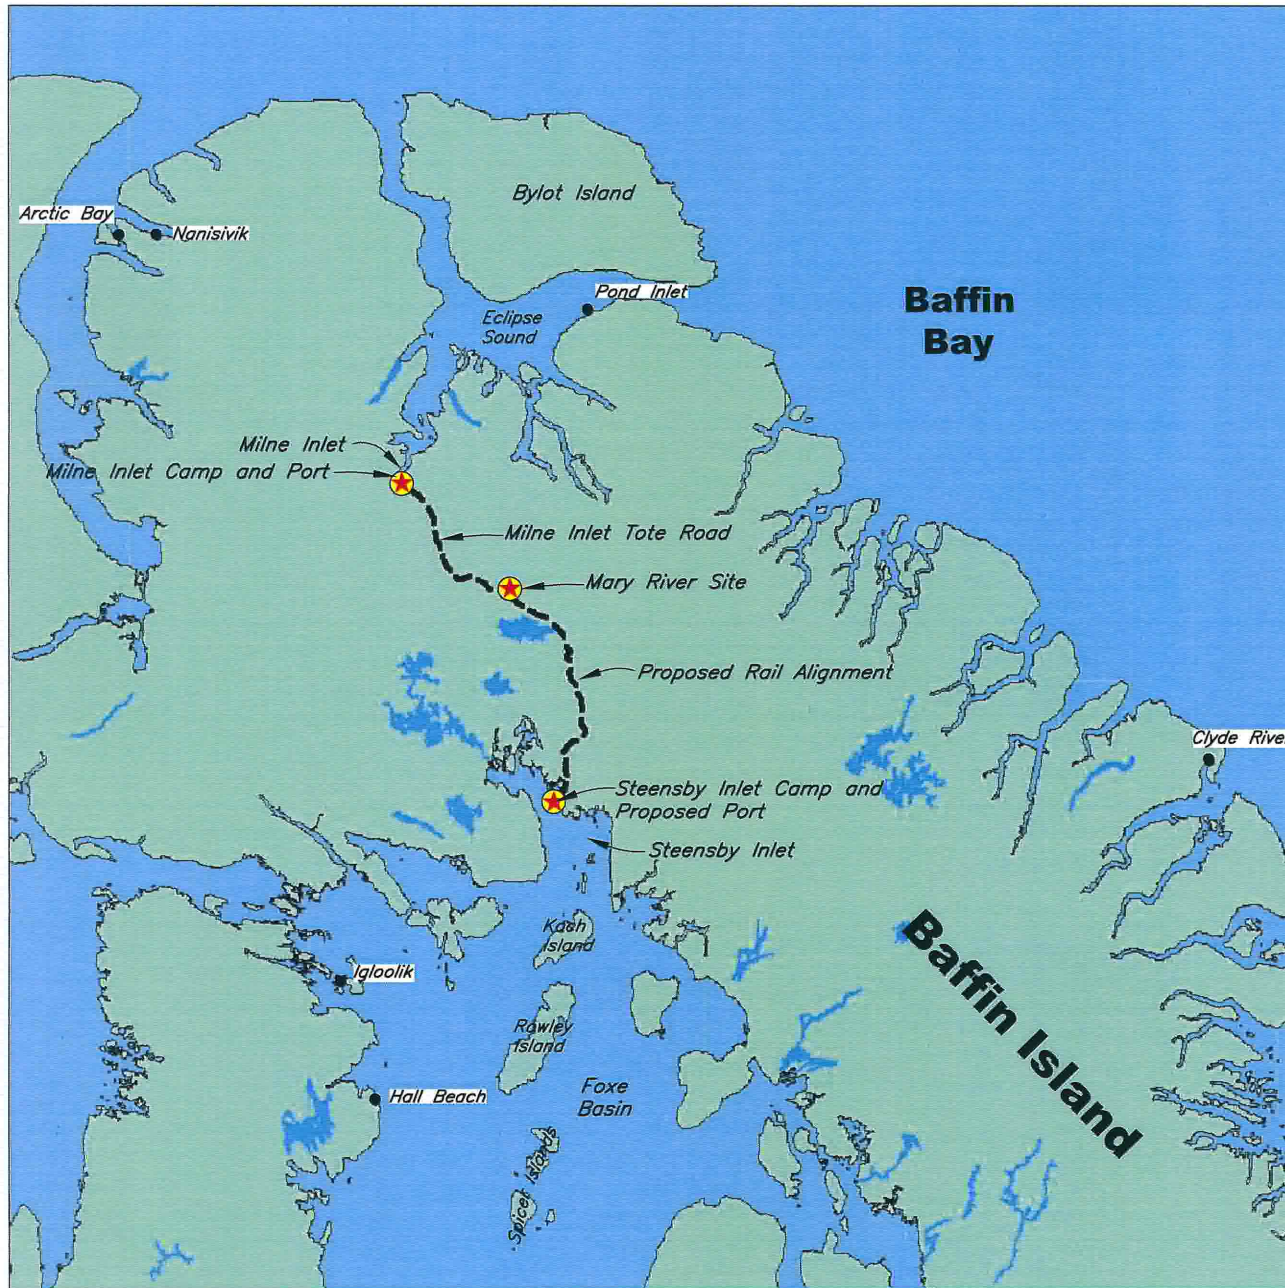 Bylot Island
Arctic Bay
Nanisivik
Pond Inlet
Baffin
Bay
Eclipse
Sound
Milne Inlet
Milne Inlet Camp and Port
Milne Inlet Tote Road
Mary River Site
Proposed Rail Alignment
Clyde River
Steensby Inlet Camp and
Proposed Port
Steensby Inlet
Koch
Island
Baffin Island
Igloolik
Rowley
Island
Foxe
Basin
Hall Beach
Spicer Islands